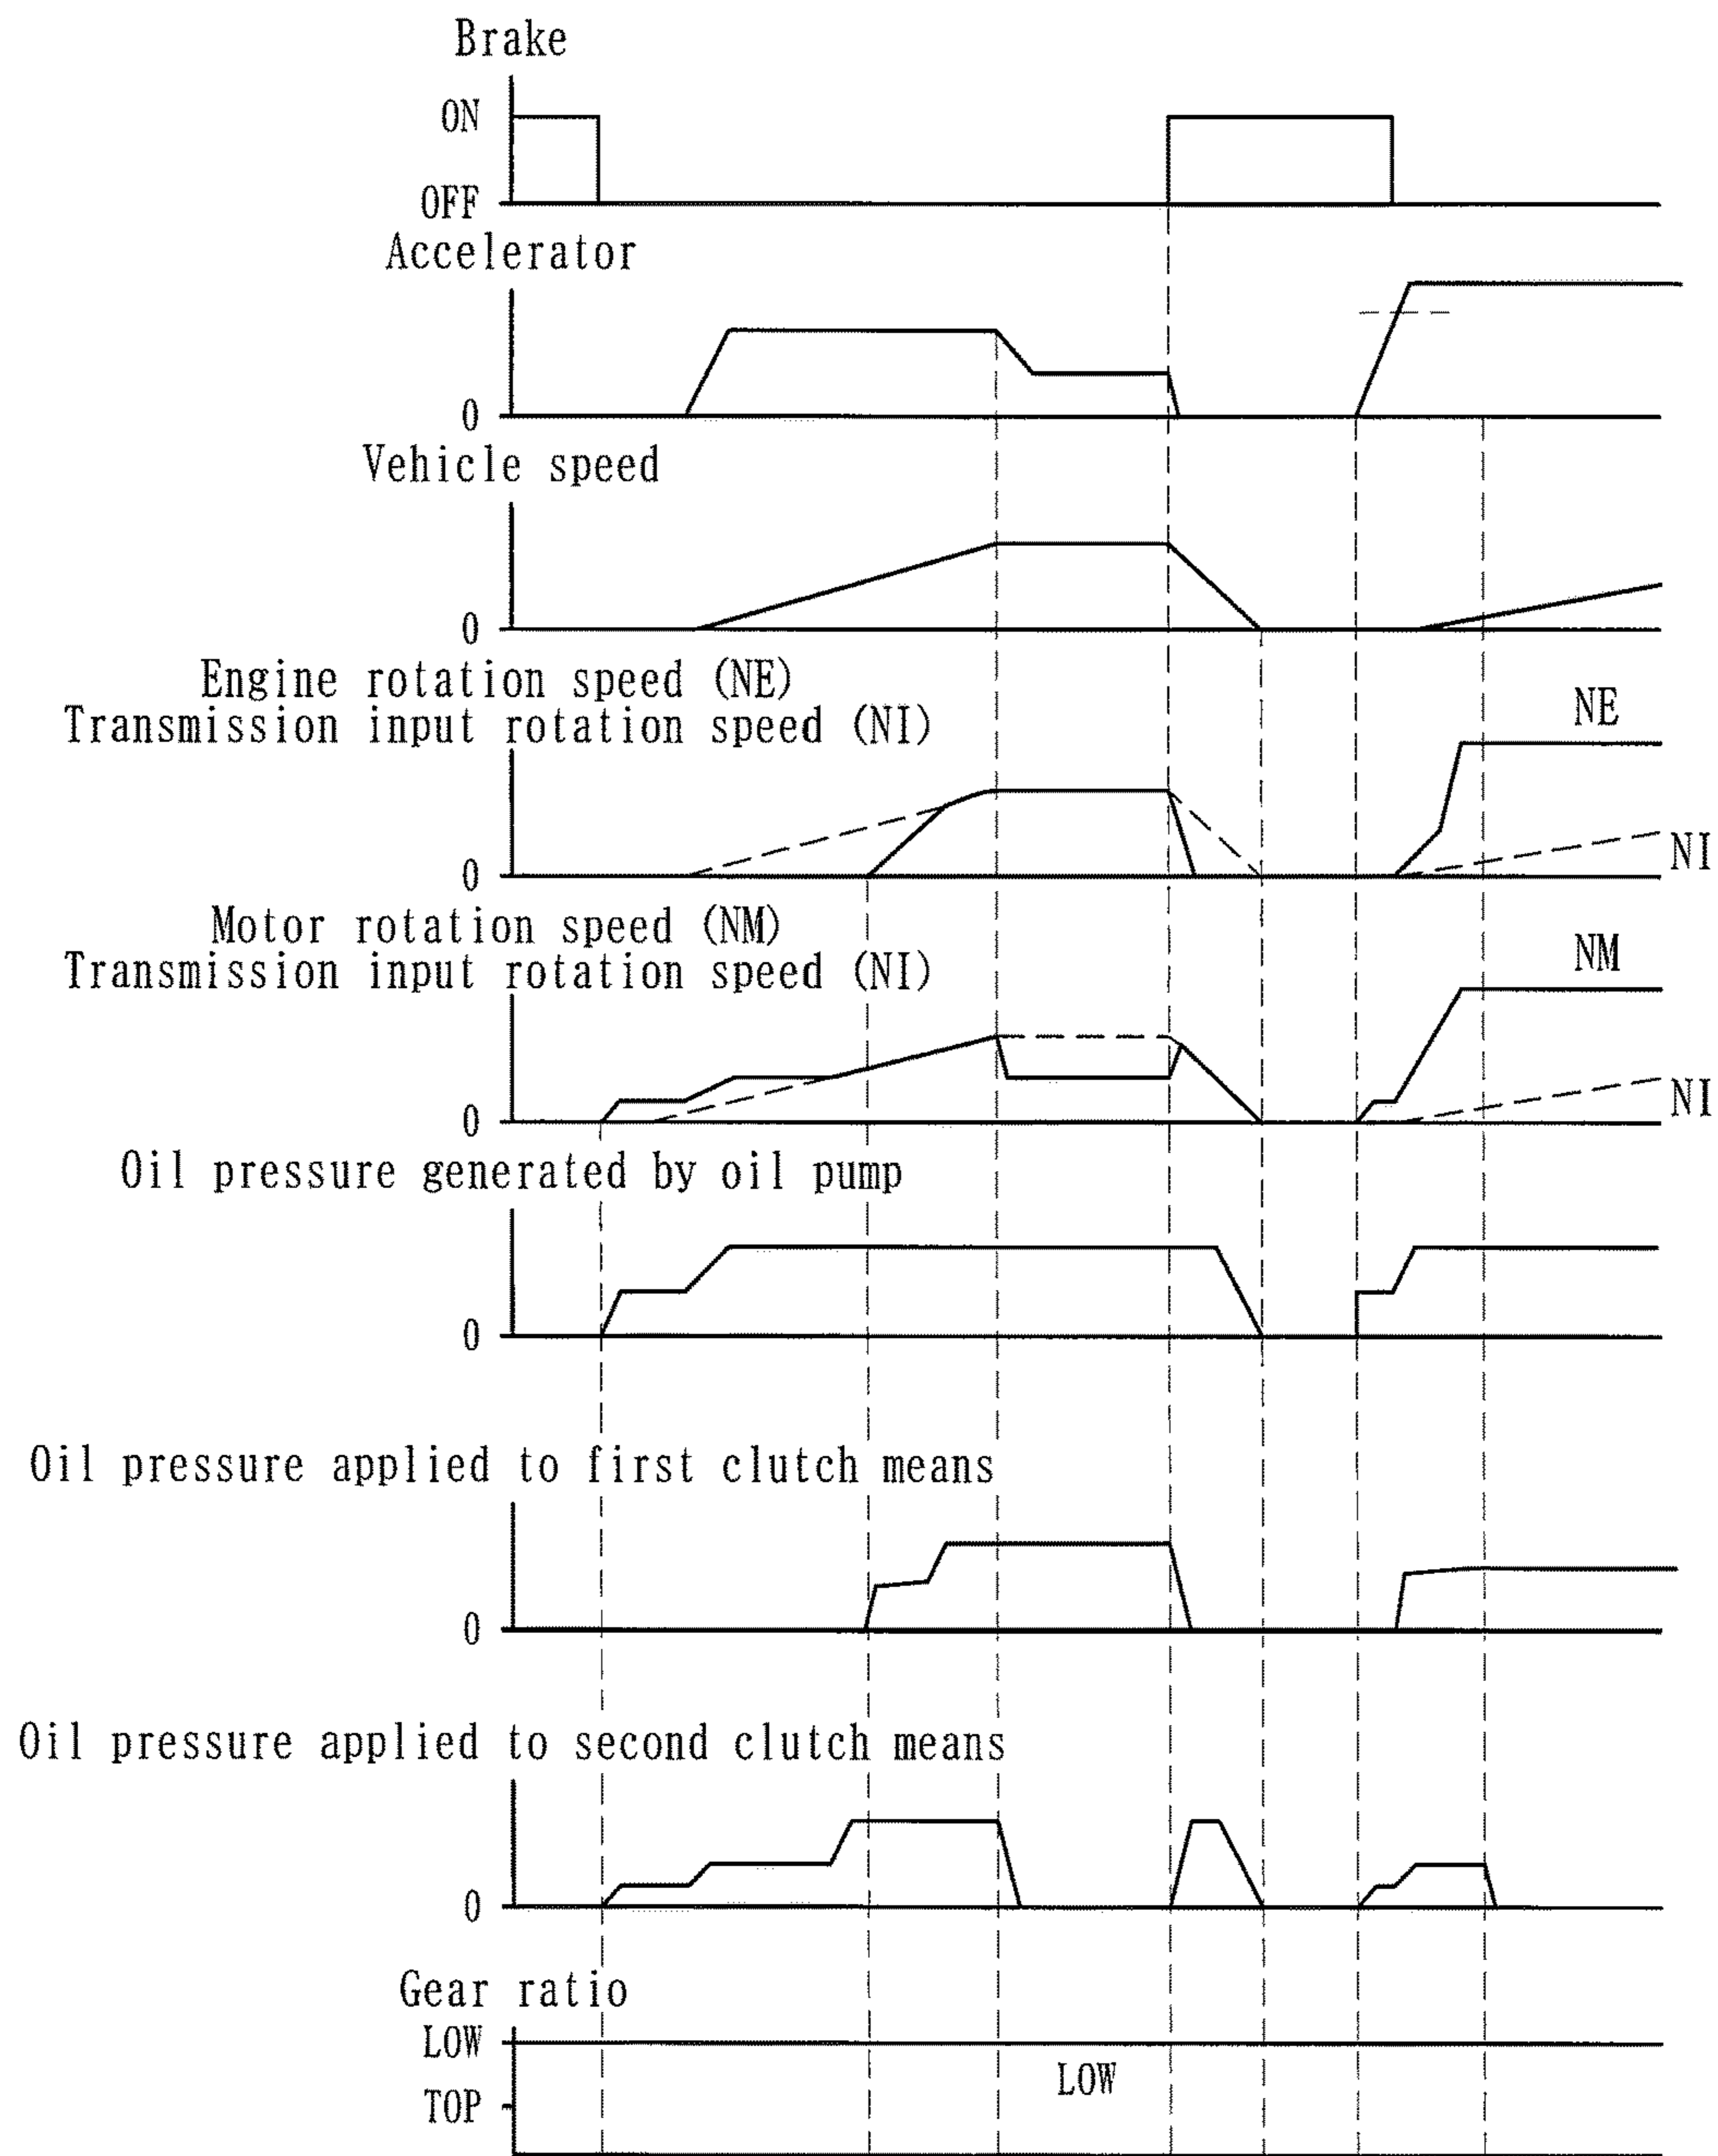 Brake
ON
OFF
Accelerator
0
Vehicle speed
0
Engine rotation speed (NE)
Transmission input rotation speed (NI)
NE
0
NI
Motor rotation speed (NM)
Transmission input rotation speed (NI)
NM
0
NI
Oil pressure generated by oil pump
0
Oil pressure applied to first clutch means
0
Oil pressure applied to second clutch means
0
Gear ratio
LOW
LOW
TOP